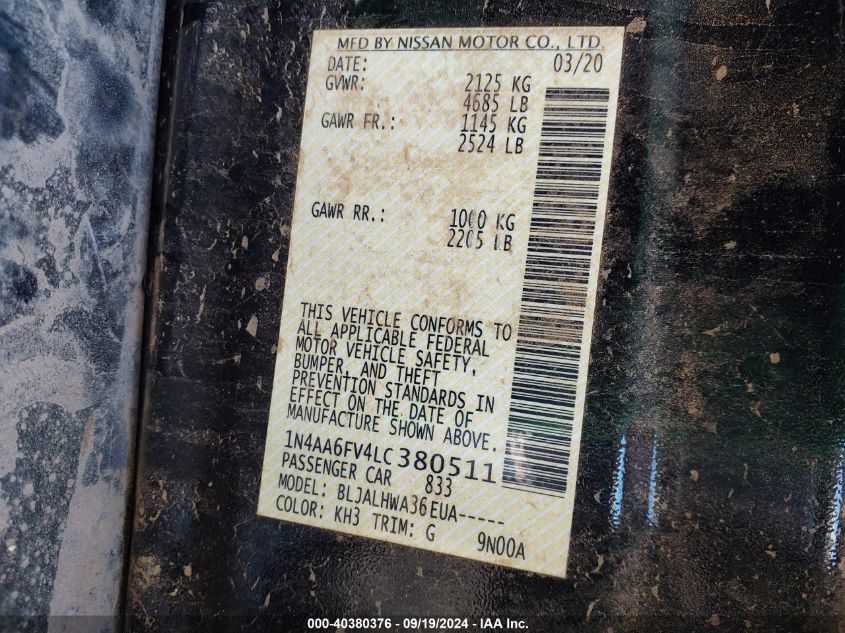 MFD BY NISSAN MOTOR CO., LTD.
DATE: 03/20
GVWR: 2125 KG
4685 LB
GAWR FR.: 1145 KG
2524 LB
GAWR RR.: 1000 KG
2205 LB
THIS VEHICLE CONFORMS TO
ALL APPLICABLE FEDERAL
MOTOR VEHICLE SAFETY,
BUMPER, AND THEFT
PREVENTION STANDARDS IN
EFFECT ON THE DATE OF
MANUFACTURE SHOWN ABOVE.
1N4AA6FV4LC380511
PASSENGER CAR 833
MODEL: BLJALHWA36EUA-----
COLOR: KH3 TRIM: G 9N00A
000-40380376 - 09/19/2024 - IAA Inc.